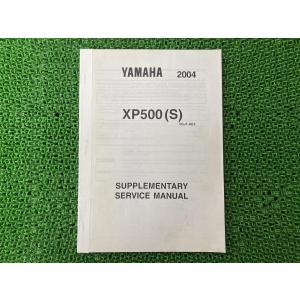 YAMAHA 2004
XP500 (S)
SUPPLEMENTARY
SERVICE MANUAL